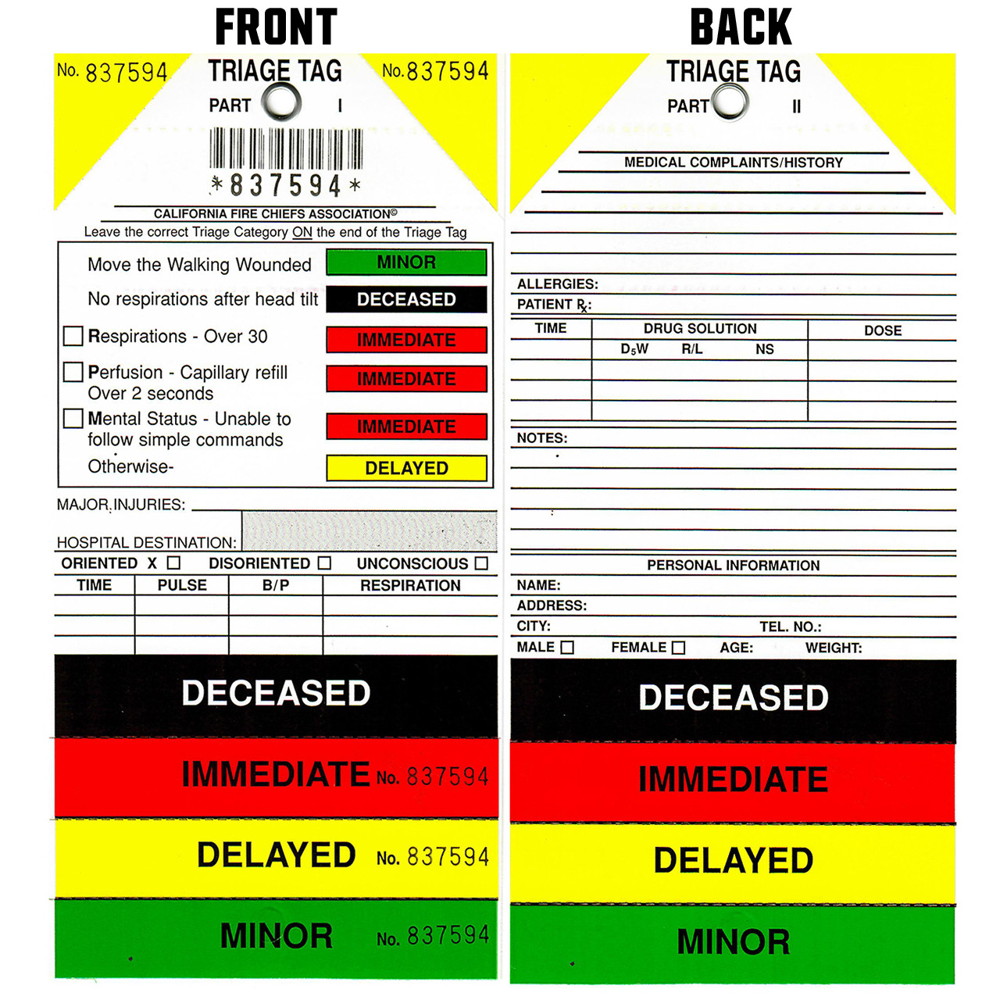 FRONT
No. 837594
TRIAGE TAG
No. 837594
PART I
*837594*
CALIFORNIA FIRE CHIEFS ASSOCIATION©
Leave the correct Triage Category ON the end of the Triage Tag
Move the Walking Wounded MINOR
No respirations after head tilt DECEASED
Respirations - Over 30 IMMEDIATE
Perfusion - Capillary refill
Over 2 seconds
IMMEDIATE
Mental Status - Unable to
follow simple commands
IMMEDIATE
Otherwise- DELAYED
MAJOR INJURIES:
HOSPITAL DESTINATION:
ORIENTED X DISORIENTED UNCONSCIOUS
TIME PULSE B/P RESPIRATION
DECEASED
IMMEDIATE No. 837594
DELAYED No. 837594
MINOR No. 837594
BACK
TRIAGE TAG
PART II
MEDICAL COMPLAINTS/HISTORY
ALLERGIES:
PATIENT ℞:
TIME DRUG SOLUTION DOSE
D₅W R/L NS
NOTES:
PERSONAL INFORMATION
NAME:
ADDRESS:
CITY: TEL. NO.:
MALE FEMALE AGE: WEIGHT:
DECEASED
IMMEDIATE
DELAYED
MINOR